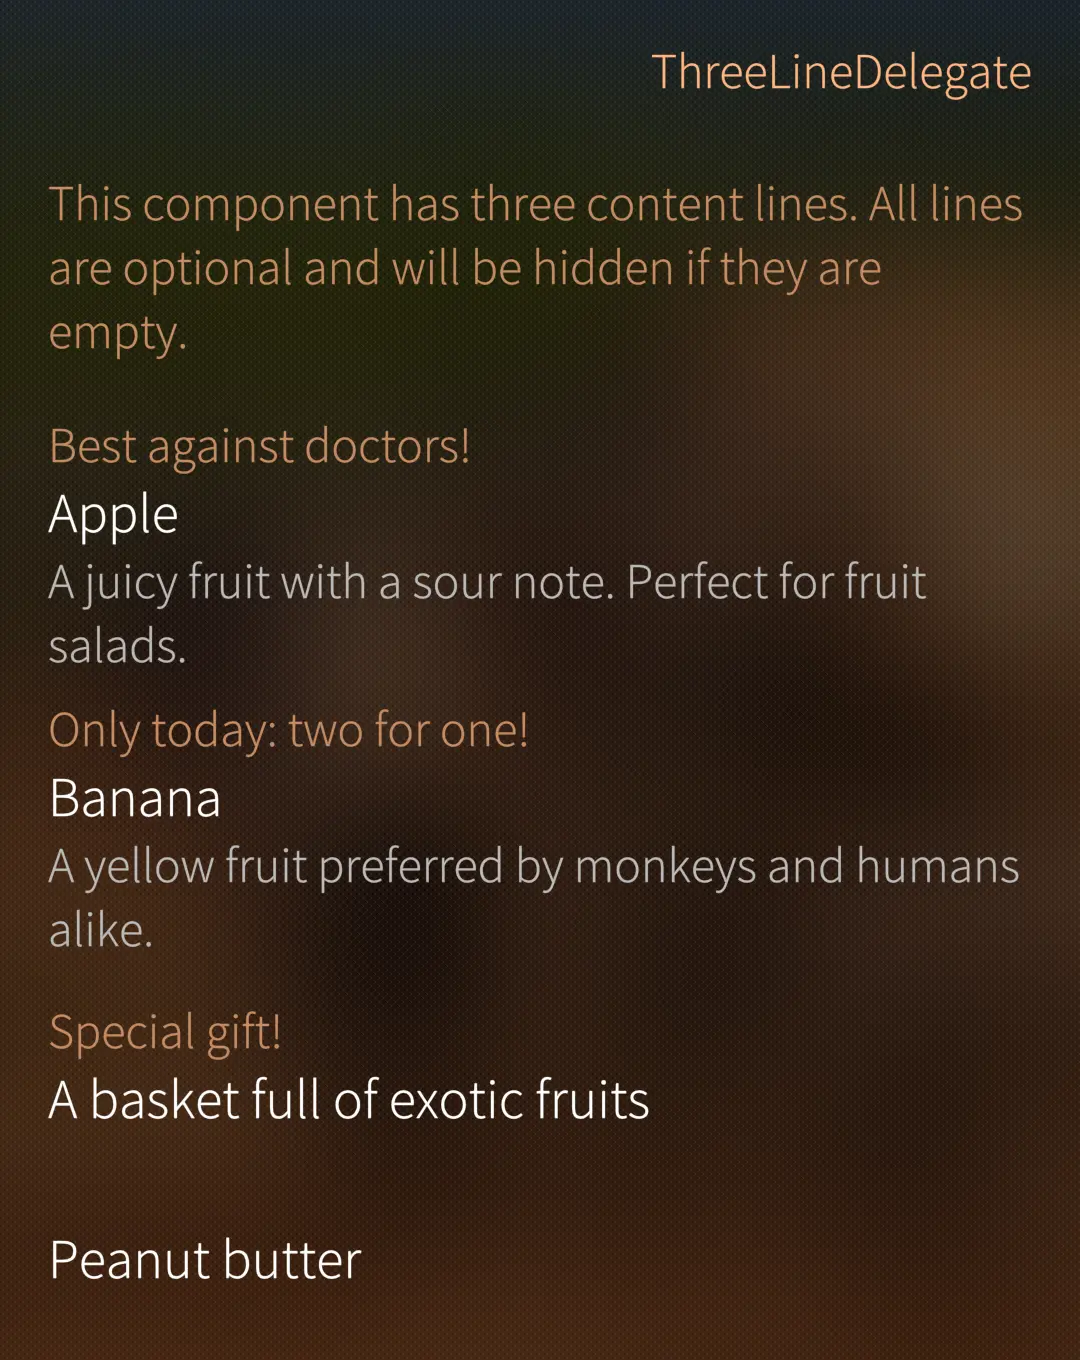 ThreeLineDelegate
This component has three content lines. All lines
are optional and will be hidden if they are
empty.
Best against doctors!
Apple
A juicy fruit with a sour note. Perfect for fruit
salads.
Only today: two for one!
Banana
A yellow fruit preferred by monkeys and humans
alike.
Special gift!
A basket full of exotic fruits
Peanut butter